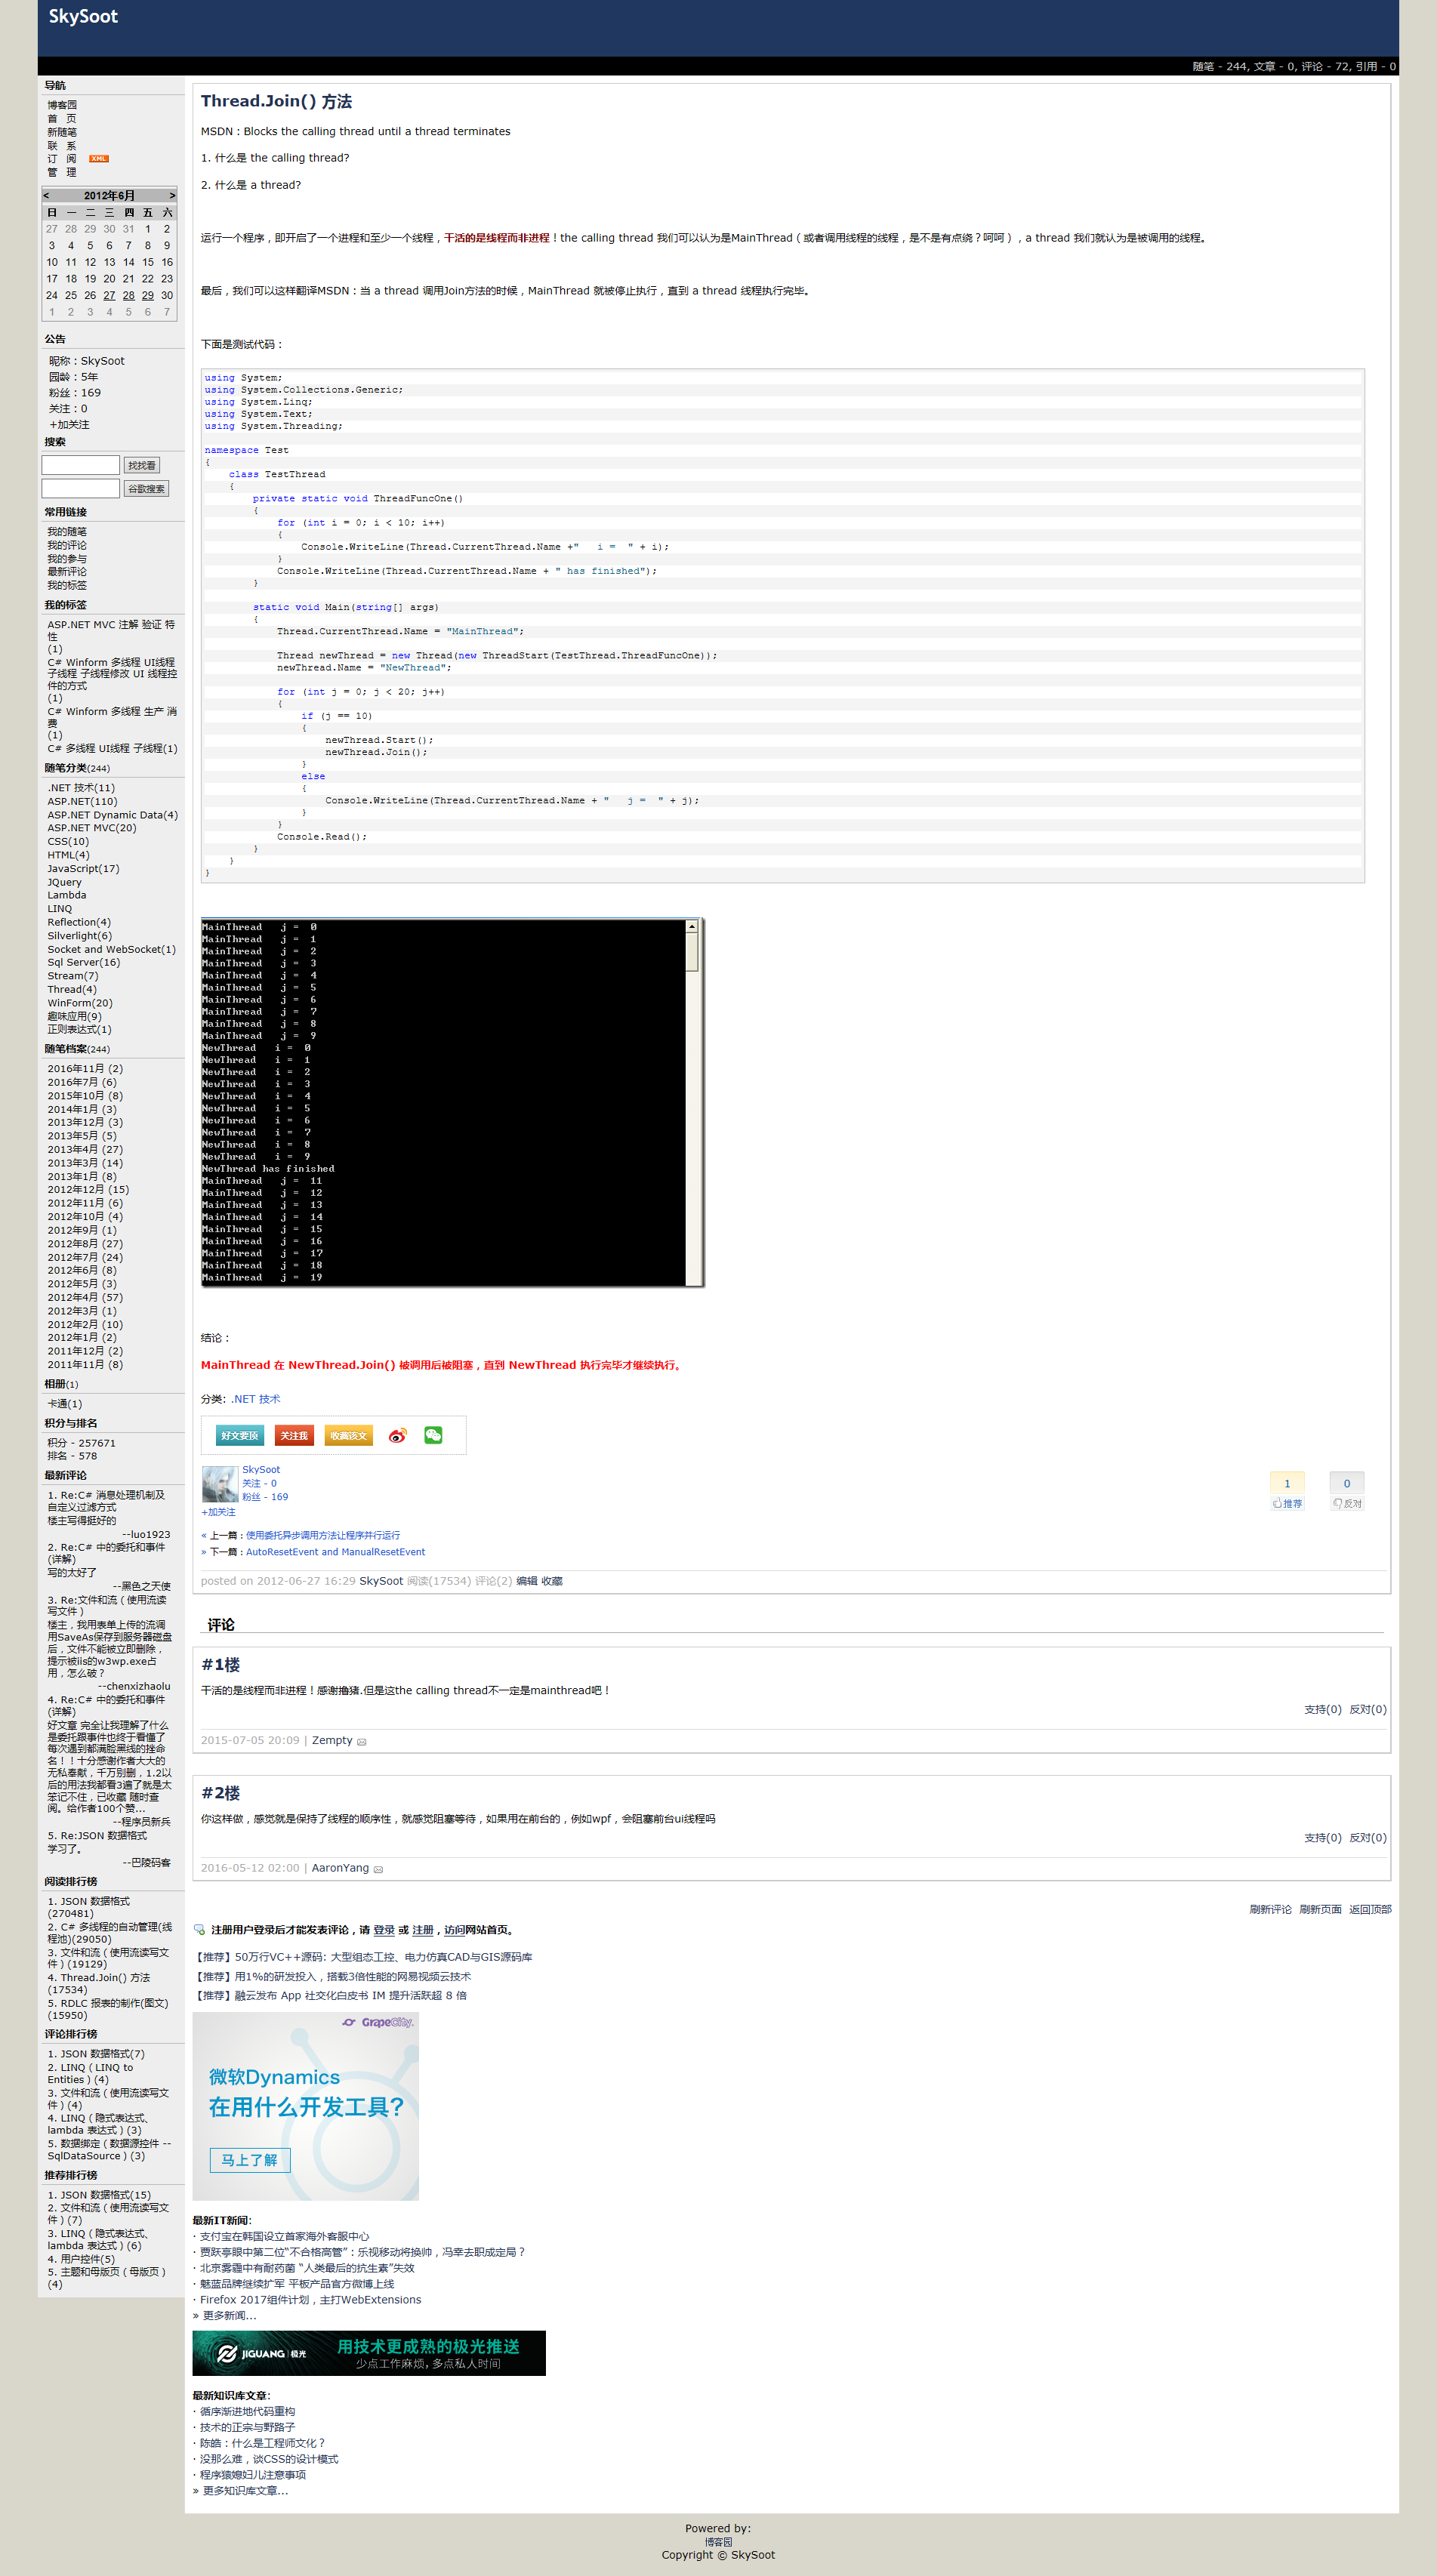 SkySoot
随笔 - 244, 文章 - 0, 评论 - 72, 引用 - 0
导航
博客园
首 页
新随笔
联 系
订 阅 XML
管 理
< 2012年6月 >
日 一 二 三 四 五 六
27 28 29 30 31 1 2
3 4 5 6 7 8 9
10 11 12 13 14 15 16
17 18 19 20 21 22 23
24 25 26 27 28 29 30
1 2 3 4 5 6 7
公告
昵称：SkySoot
园龄：5年
粉丝：169
关注：0
+加关注
搜索
找找看
谷歌搜索
常用链接
我的随笔
我的评论
我的参与
最新评论
我的标签
我的标签
ASP.NET MVC 注解 验证 特
性
(1)
C# Winform 多线程 UI线程
子线程 子线程修改 UI 线程控
件的方式
(1)
C# Winform 多线程 生产 消
费
(1)
C# 多线程 UI线程 子线程(1)
随笔分类(244)
.NET 技术(11)
ASP.NET(110)
ASP.NET Dynamic Data(4)
ASP.NET MVC(20)
CSS(10)
HTML(4)
JavaScript(17)
JQuery
Lambda
LINQ
Reflection(4)
Silverlight(6)
Socket and WebSocket(1)
Sql Server(16)
Stream(7)
Thread(4)
WinForm(20)
趣味应用(9)
正则表达式(1)
随笔档案(244)
2016年11月 (2)
2016年7月 (6)
2015年10月 (8)
2014年1月 (3)
2013年12月 (3)
2013年5月 (5)
2013年4月 (27)
2013年3月 (14)
2013年1月 (8)
2012年12月 (15)
2012年11月 (6)
2012年10月 (4)
2012年9月 (1)
2012年8月 (27)
2012年7月 (24)
2012年6月 (8)
2012年5月 (3)
2012年4月 (57)
2012年3月 (1)
2012年2月 (10)
2012年1月 (2)
2011年12月 (2)
2011年11月 (8)
相册(1)
卡通(1)
积分与排名
积分 - 257671
排名 - 578
最新评论
1. Re:C# 消息处理机制及
自定义过滤方式
楼主写得挺好的
--luo1923
2. Re:C# 中的委托和事件
(详解)
写的太好了
--黑色之天使
3. Re:文件和流（使用流读
写文件）
楼主，我用表单上传的流调
用SaveAs保存到服务器磁盘
后，文件不能被立即删除，
提示被iis的w3wp.exe占
用，怎么破？
--chenxizhaolu
4. Re:C# 中的委托和事件
(详解)
好文章 完全让我理解了什么
是委托跟事件也终于看懂了
每次遇到都满脸黑线的挫命
名！！十分感谢作者大大的
无私奉献，千万别删，1.2以
后的用法我都看3遍了就是太
笨记不住，已收藏 随时查
阅。给作者100个赞...
--程序员新兵
5. Re:JSON 数据格式
学习了。
--巴陵码客
阅读排行榜
1. JSON 数据格式
(270481)
2. C# 多线程的自动管理(线
程池)(29050)
3. 文件和流（使用流读写文
件）(19129)
4. Thread.Join() 方法
(17534)
5. RDLC 报表的制作(图文)
(15950)
评论排行榜
1. JSON 数据格式(7)
2. LINQ（LINQ to
Entities）(4)
3. 文件和流（使用流读写文
件）(4)
4. LINQ（隐式表达式、
lambda 表达式）(3)
5. 数据绑定（数据源控件 --
SqlDataSource）(3)
推荐排行榜
1. JSON 数据格式(15)
2. 文件和流（使用流读写文
件）(7)
3. LINQ（隐式表达式、
lambda 表达式）(6)
4. 用户控件(5)
5. 主题和母版页（母版页）
(4)
Thread.Join() 方法
MSDN：Blocks the calling thread until a thread terminates
1. 什么是 the calling thread?
2. 什么是 a thread?
运行一个程序，即开启了一个进程和至少一个线程，干活的是线程而非进程！the calling thread 我们可以认为是MainThread（或者调用线程的线程，是不是有点绕？呵呵），a thread 我们就认为是被调用的线程。
最后，我们可以这样翻译MSDN：当 a thread 调用Join方法的时候，MainThread 就被停止执行，直到 a thread 线程执行完毕。
下面是测试代码：
using System;
using System.Collections.Generic;
using System.Linq;
using System.Text;
using System.Threading;
namespace Test
{
class TestThread
{
private static void ThreadFuncOne()
{
for (int i = 0; i < 10; i++)
{
Console.WriteLine(Thread.CurrentThread.Name +"   i =  " + i);
}
Console.WriteLine(Thread.CurrentThread.Name + " has finished");
}
static void Main(string[] args)
{
Thread.CurrentThread.Name = "MainThread";
Thread newThread = new Thread(new ThreadStart(TestThread.ThreadFuncOne));
newThread.Name = "NewThread";
for (int j = 0; j < 20; j++)
{
if (j == 10)
{
newThread.Start();
newThread.Join();
}
else
{
Console.WriteLine(Thread.CurrentThread.Name + "   j =  " + j);
}
}
Console.Read();
}
}
}
MainThread   j =  0
MainThread   j =  1
MainThread   j =  2
MainThread   j =  3
MainThread   j =  4
MainThread   j =  5
MainThread   j =  6
MainThread   j =  7
MainThread   j =  8
MainThread   j =  9
NewThread   i =  0
NewThread   i =  1
NewThread   i =  2
NewThread   i =  3
NewThread   i =  4
NewThread   i =  5
NewThread   i =  6
NewThread   i =  7
NewThread   i =  8
NewThread   i =  9
NewThread has finished
MainThread   j =  11
MainThread   j =  12
MainThread   j =  13
MainThread   j =  14
MainThread   j =  15
MainThread   j =  16
MainThread   j =  17
MainThread   j =  18
MainThread   j =  19
结论：
MainThread 在 NewThread.Join() 被调用后被阻塞，直到 NewThread 执行完毕才继续执行。
分类: .NET 技术
好文要顶 关注我 收藏该文
SkySoot
关注 - 0
粉丝 - 169
+加关注
1 0
推荐 反对
« 上一篇：使用委托异步调用方法让程序并行运行
» 下一篇：AutoResetEvent and ManualResetEvent
posted on 2012-06-27 16:29 SkySoot 阅读(17534) 评论(2) 编辑 收藏
评论
#1楼
干活的是线程而非进程！感谢撸猪.但是这the calling thread不一定是mainthread吧！
支持(0) 反对(0)
2015-07-05 20:09 | Zempty
#2楼
你这样做，感觉就是保持了线程的顺序性，就感觉阻塞等待，如果用在前台的，例如wpf，会阻塞前台ui线程吗
支持(0) 反对(0)
2016-05-12 02:00 | AaronYang
刷新评论 刷新页面 返回顶部
注册用户登录后才能发表评论，请 登录 或 注册，访问网站首页。
【推荐】50万行VC++源码: 大型组态工控、电力仿真CAD与GIS源码库
【推荐】用1%的研发投入，搭载3倍性能的网易视频云技术
【推荐】融云发布 App 社交化白皮书 IM 提升活跃超 8 倍
GrapeCity.
微软Dynamics
在用什么开发工具?
马上了解
最新IT新闻:
· 支付宝在韩国设立首家海外客服中心
· 贾跃亭眼中第二位“不合格高管”：乐视移动将换帅，冯幸去职成定局？
· 北京雾霾中有耐药菌 “人类最后的抗生素”失效
· 魅蓝品牌继续扩军 平板产品官方微博上线
· Firefox 2017组件计划，主打WebExtensions
» 更多新闻...
JIGUANG | 极光 用技术更成熟的极光推送
少点工作麻烦, 多点私人时间
最新知识库文章:
· 循序渐进地代码重构
· 技术的正宗与野路子
· 陈皓：什么是工程师文化？
· 没那么难，谈CSS的设计模式
· 程序猿媳妇儿注意事项
» 更多知识库文章...
Powered by:
博客园
Copyright © SkySoot